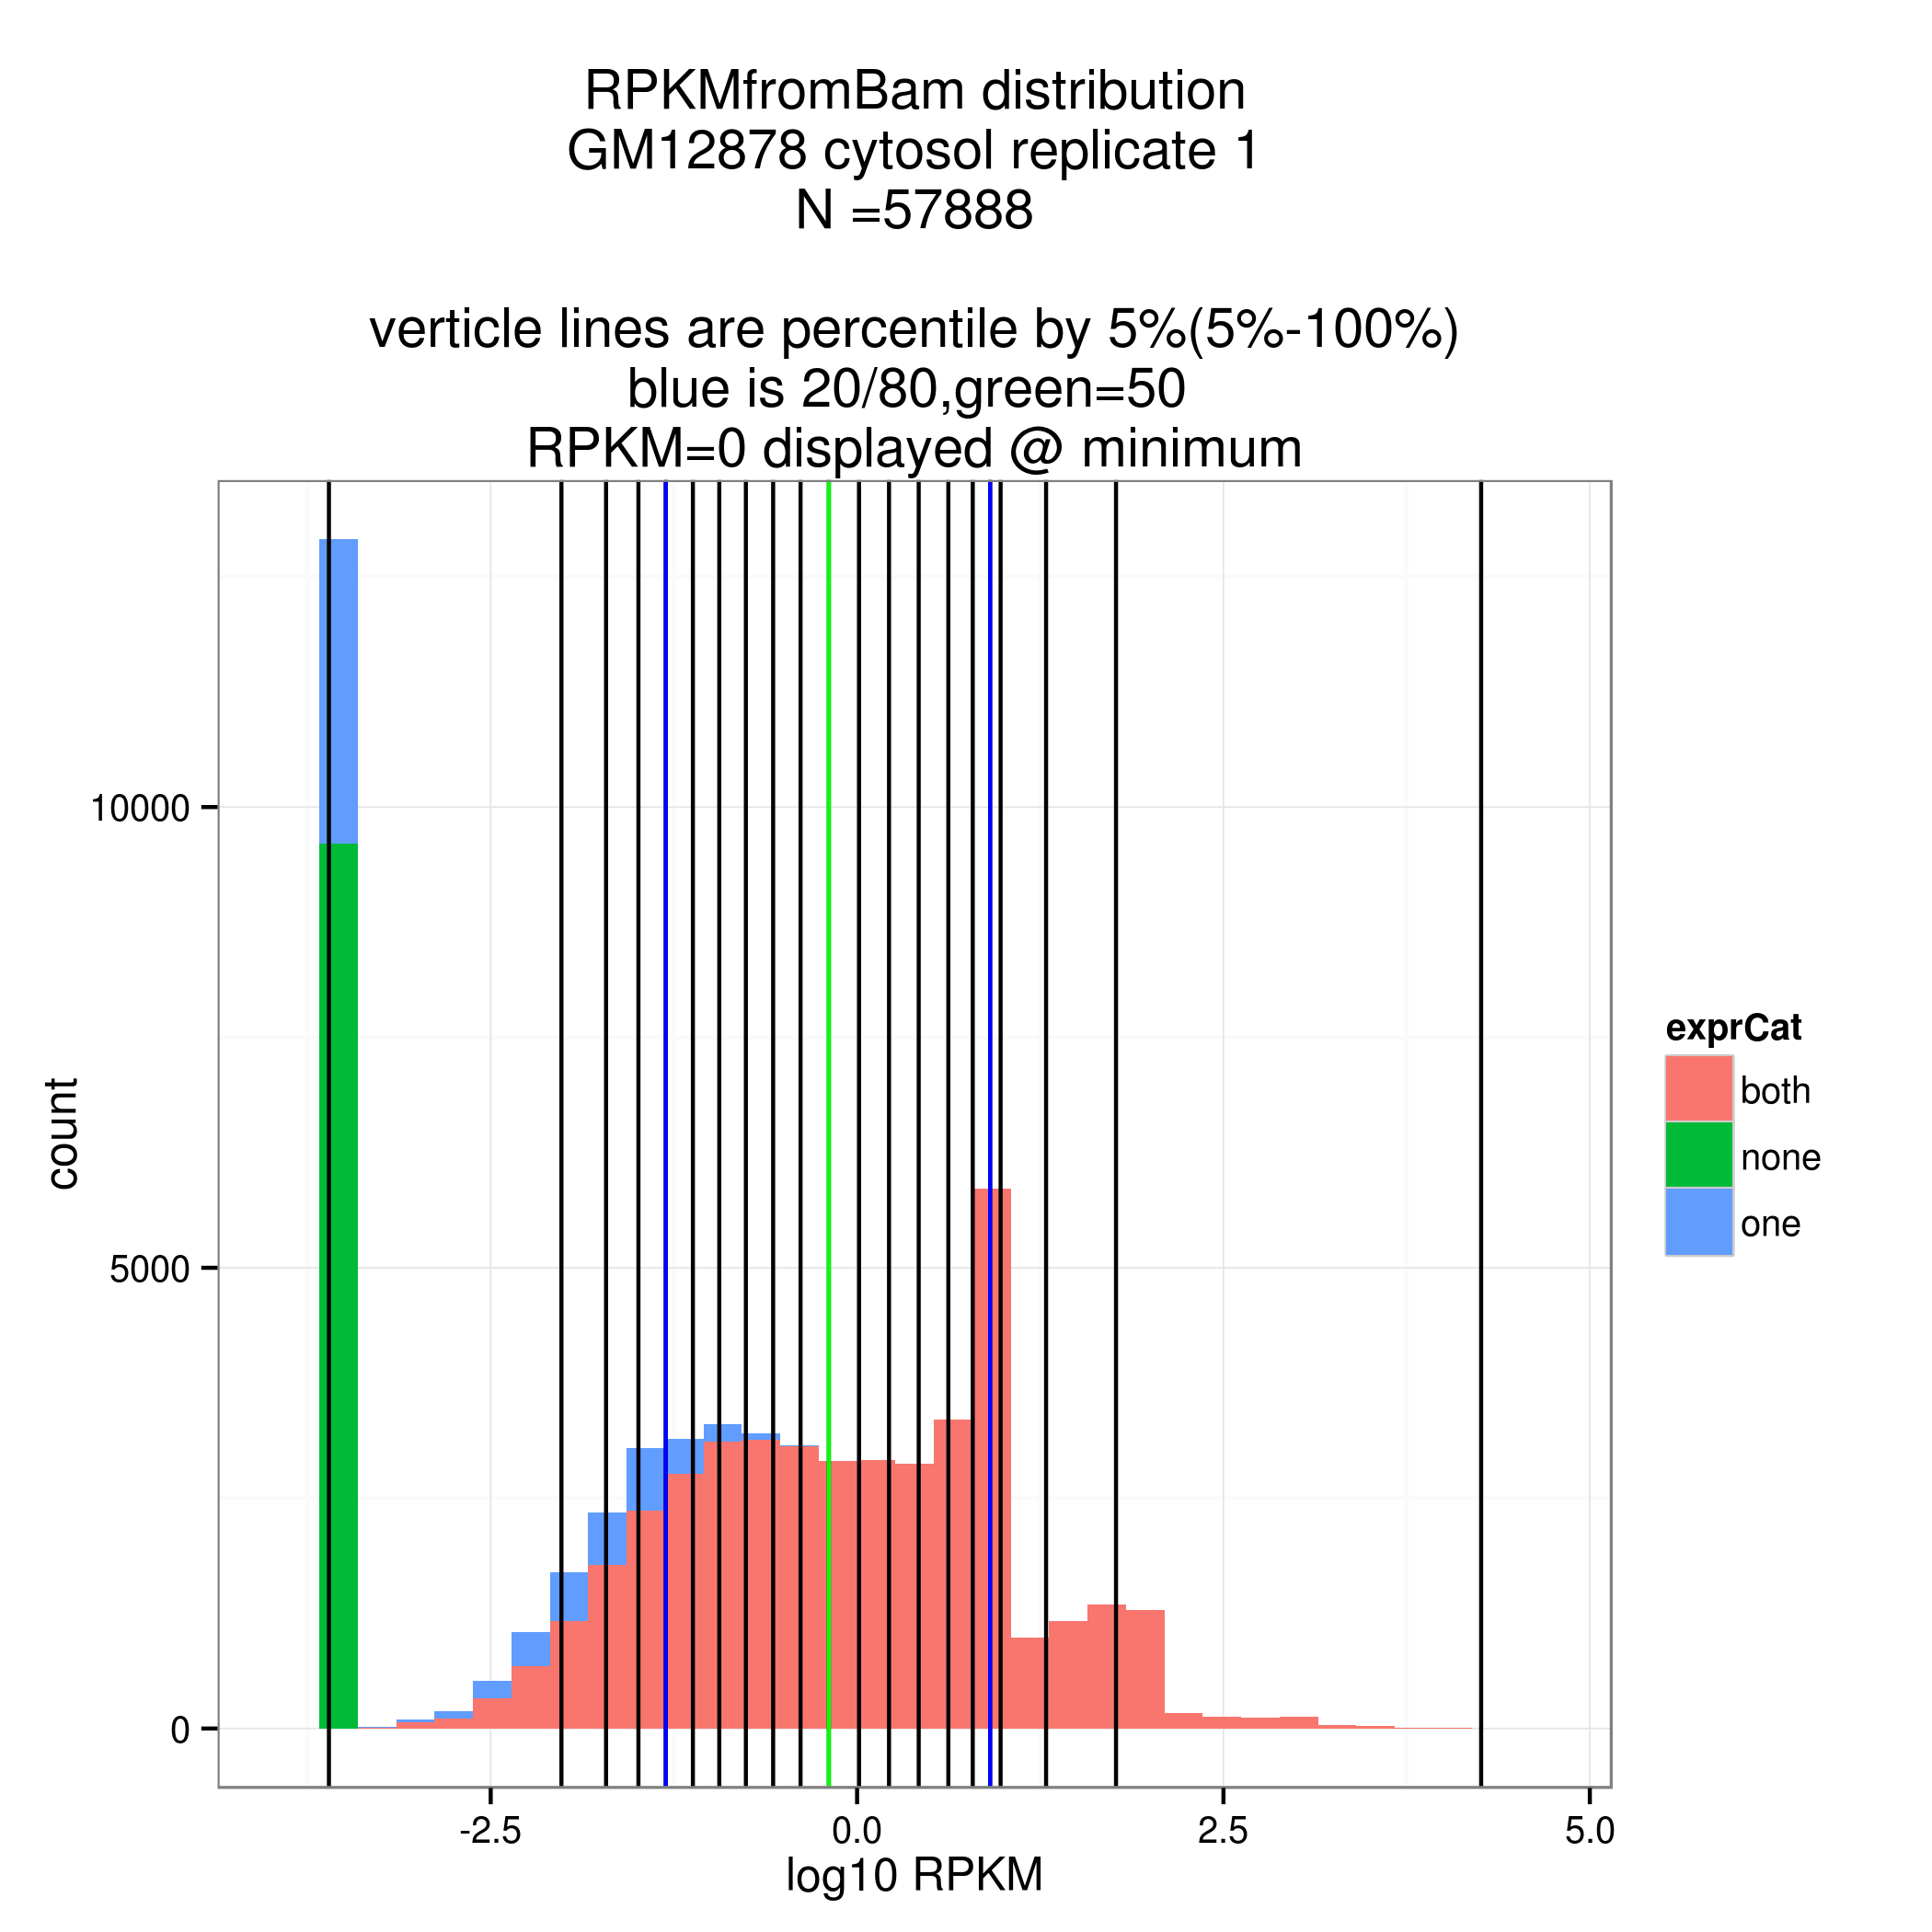 RPKMfromBam distribution
GM12878 cytosol replicate 1
N =57888
verticle lines are percentile by 5%(5%-100%)
blue is 20/80,green=50
RPKM=0 displayed @ minimum
10000
5000
0
count
-2.5
0.0
2.5
5.0
log10 RPKM
exprCat
both
none
one